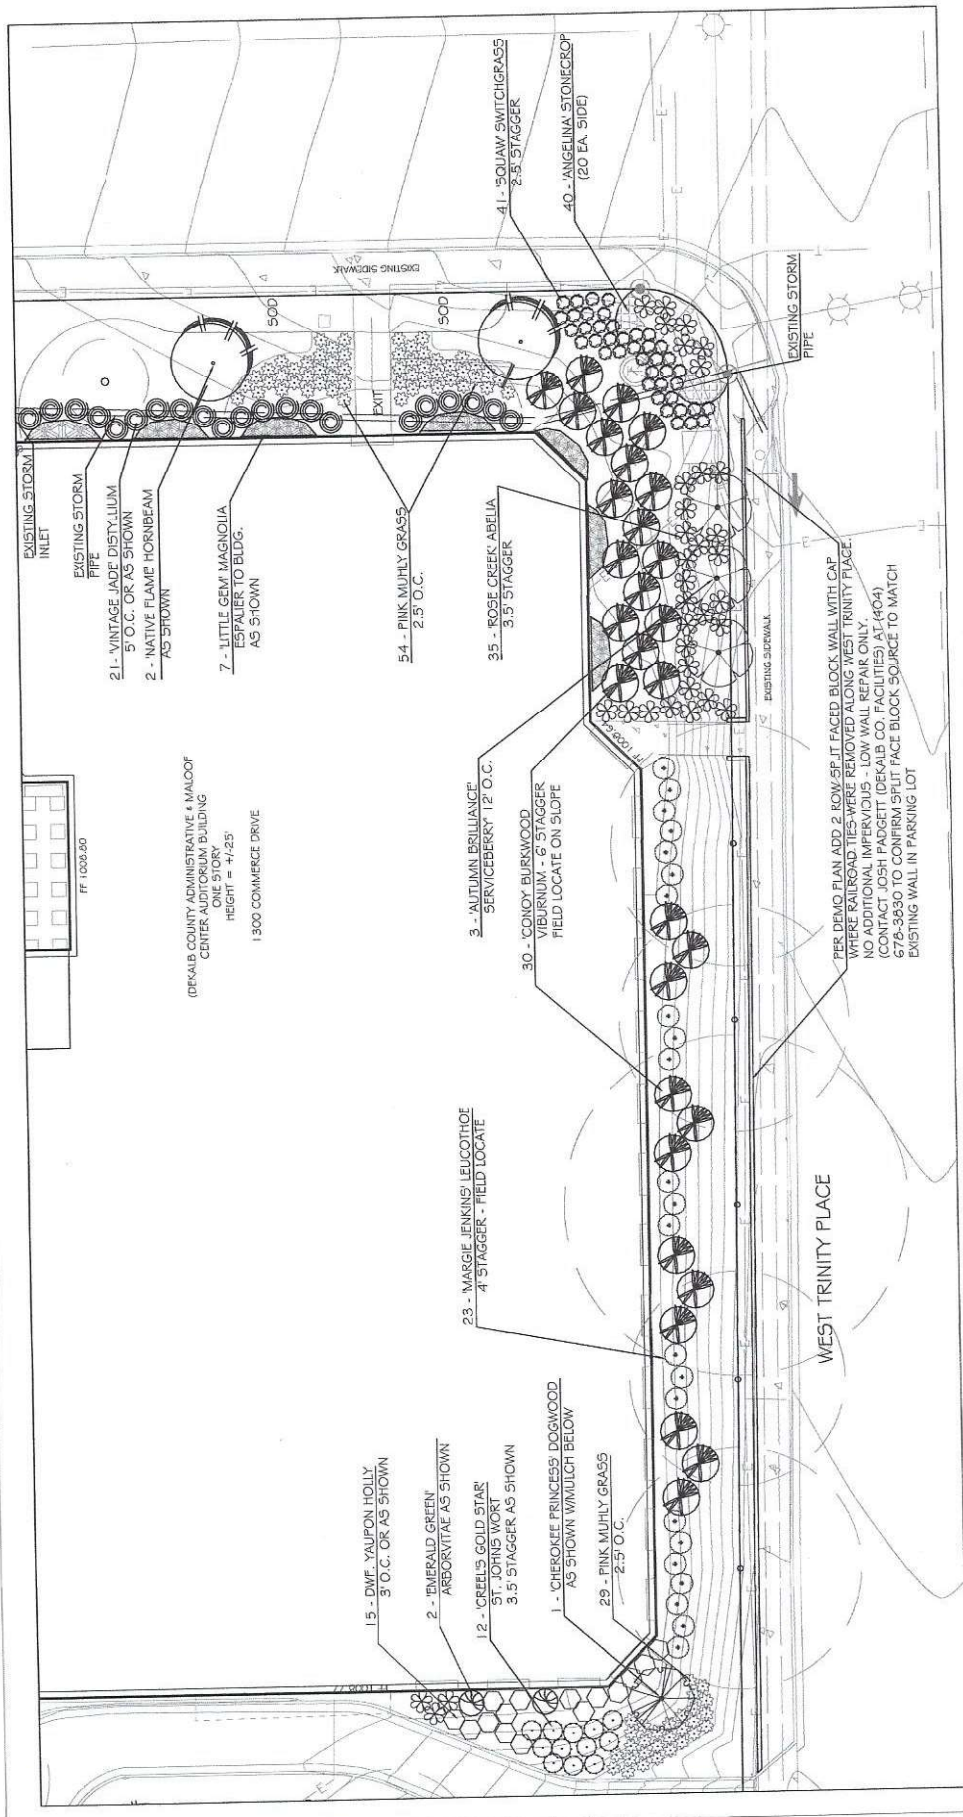 EXISTING STORM
INLET
EXISTING STORM
PIPE
21 - 'VINTAGE JADE' DISTYLIUM
5' O.C. OR AS SHOWN
2 - 'NATIVE FLAME' HORNBEAM
AS SHOWN
7 - 'LITTLE GEM' MAGNOLIA
ESPALIER TO BLDG.
AS SHOWN
54 - PINK MUHLY GRASS
2.5' O.C.
35 - 'ROSE CREEK' ABELIA
3.5' STAGGER
41 - 'SQUAW' SWITCHGRASS
2.5' STAGGER
40 - 'ANGELINA' STONECROP
(20 EA. SIDE)
EXISTING SIDEWALK
SOD
SOD
EXIT
EXISTING STORM
PIPE
FF 1008.80
(DEKALB COUNTY ADMINISTRATIVE & MALOOF
CENTER AUDITORIUM BUILDING
ONE STORY
HEIGHT = +/-25'
1300 COMMERCE DRIVE
3 - 'AUTUMN BRILLIANCE'
SERVICEBERRY 12' O.C.
30 - 'CONOY' BURKWOOD
VIBURNUM - 6' STAGGER
FIELD LOCATE ON SLOPE
23 - 'MARGIE JENKINS' LEUCOTHOE
4' STAGGER - FIELD LOCATE
15 - DWF. YAUPON HOLLY
3' O.C. OR AS SHOWN
2 - 'EMERALD GREEN'
ARBORVITAE AS SHOWN
12 - 'CREEL'S GOLD STAR'
ST. JOHNS WORT
3.5' STAGGER AS SHOWN
1 - 'CHEROKEE PRINCESS' DOGWOOD
AS SHOWN W/MULCH BELOW
29 - PINK MUHLY GRASS
2.5' O.C.
FF 1008.77
EXISTING SIDEWALK
PER DEMO PLAN ADD 2 ROW SPLIT FACED BLOCK WALL WITH CAP
WHERE RAILROAD TIES WERE REMOVED ALONG WEST TRINITY PLACE.
NO ADDITIONAL IMPERVIOUS - LOW WALL REPAIR ONLY.
(CONTACT JOSH PADGETT (DEKALB CO. FACILITIES) AT (404)
678-3830 TO CONFIRM SPLIT FACE BLOCK SOURCE TO MATCH
EXISTING WALL IN PARKING LOT
WEST TRINITY PLACE